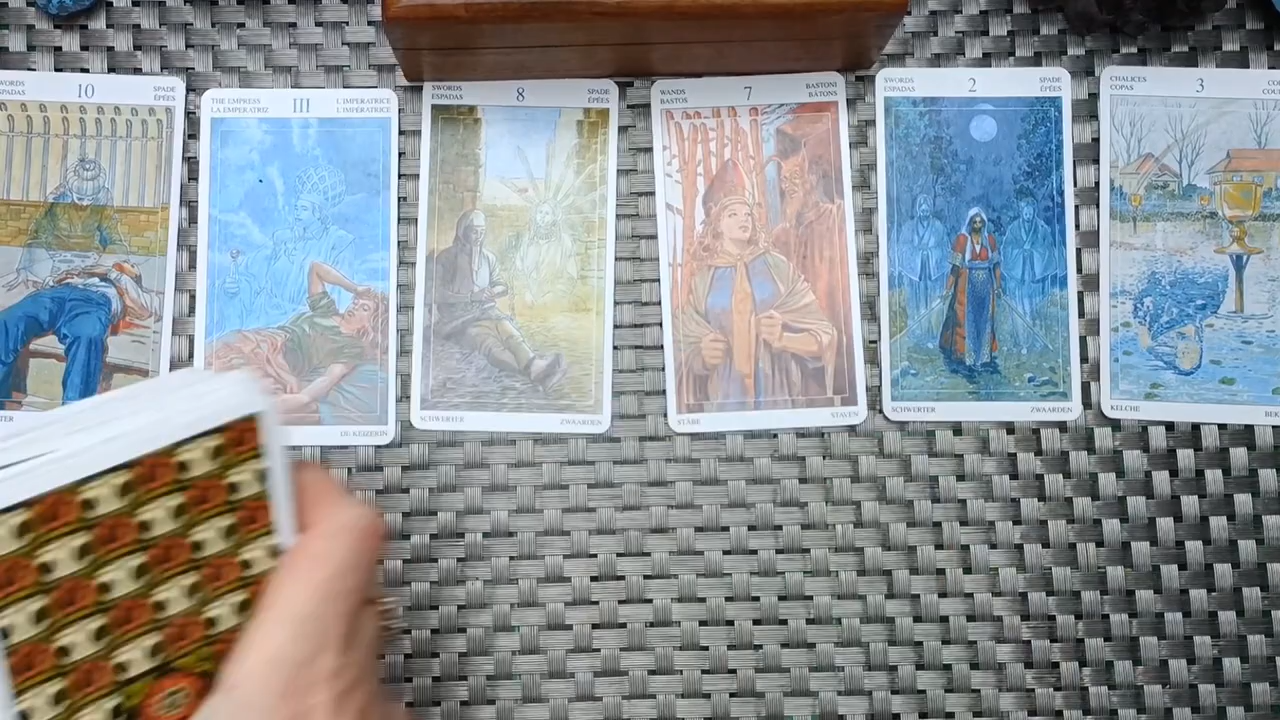 10
SPADE
ÉPÉES
THE EMPRESS
LA EMPERATRIZ
III
L'IMPERATRICE
L'IMPÉRATRICE
DE KEIZERIN
SWORDS
ESPADAS
8
SPADE
ÉPÉES
SCHWERTER
ZWAARDEN
WANDS
BASTOS
7
BASTONI
BÂTONS
STÄBE
STAVEN
SWORDS
ESPADAS
2
SPADE
ÉPÉES
SCHWERTER
ZWAARDEN
CHALICES
COPAS
3
KELCHE